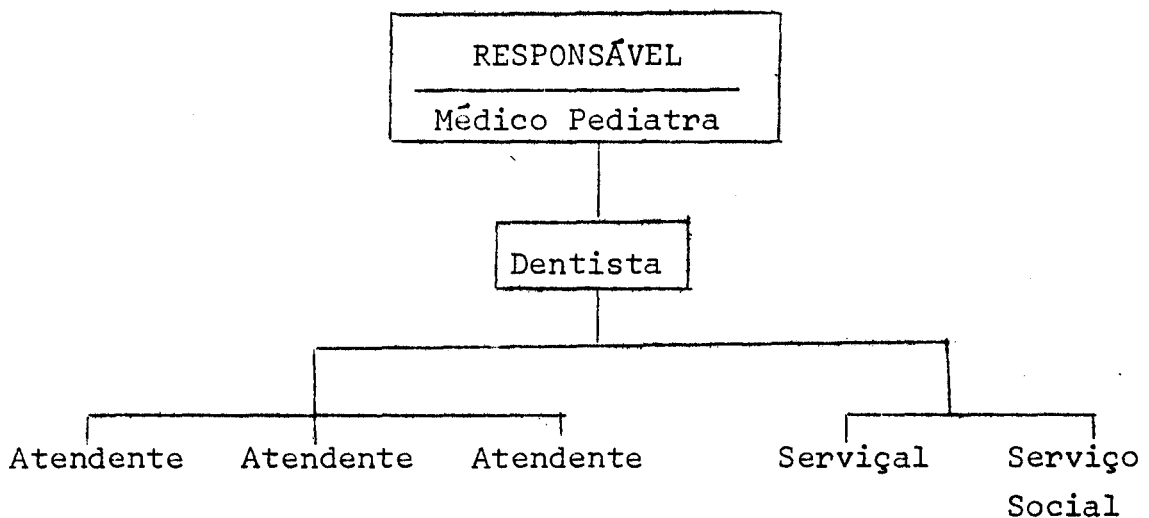 RESPONSÁVEL
Médico Pediatra
Dentista
Atendente Atendente Atendente Serviçal Serviço
Social